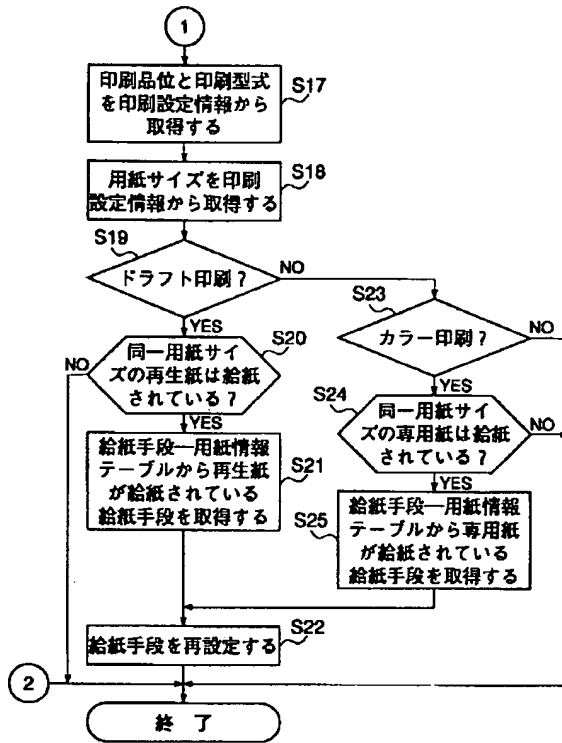 1
印刷品位と印刷型式
を印刷設定情報から
取得する
S17
用紙サイズを印刷
設定情報から取得する
S18
S19
ドラフト印刷？
NO
YES
S23
カラー印刷？
NO
YES
S20
NO
同一用紙サイ
ズの再生紙は給紙
されている？
YES
S24
同一用紙サイ
ズの専用紙は給紙
されている？
NO
YES
給紙手段—用紙情報
テーブルから再生紙
が給紙されている
給紙手段を取得する
S21
S25
給紙手段—用紙情報
テーブルから専用紙
が給紙されている
給紙手段を取得する
給紙手段を再設定する
S22
2
終了